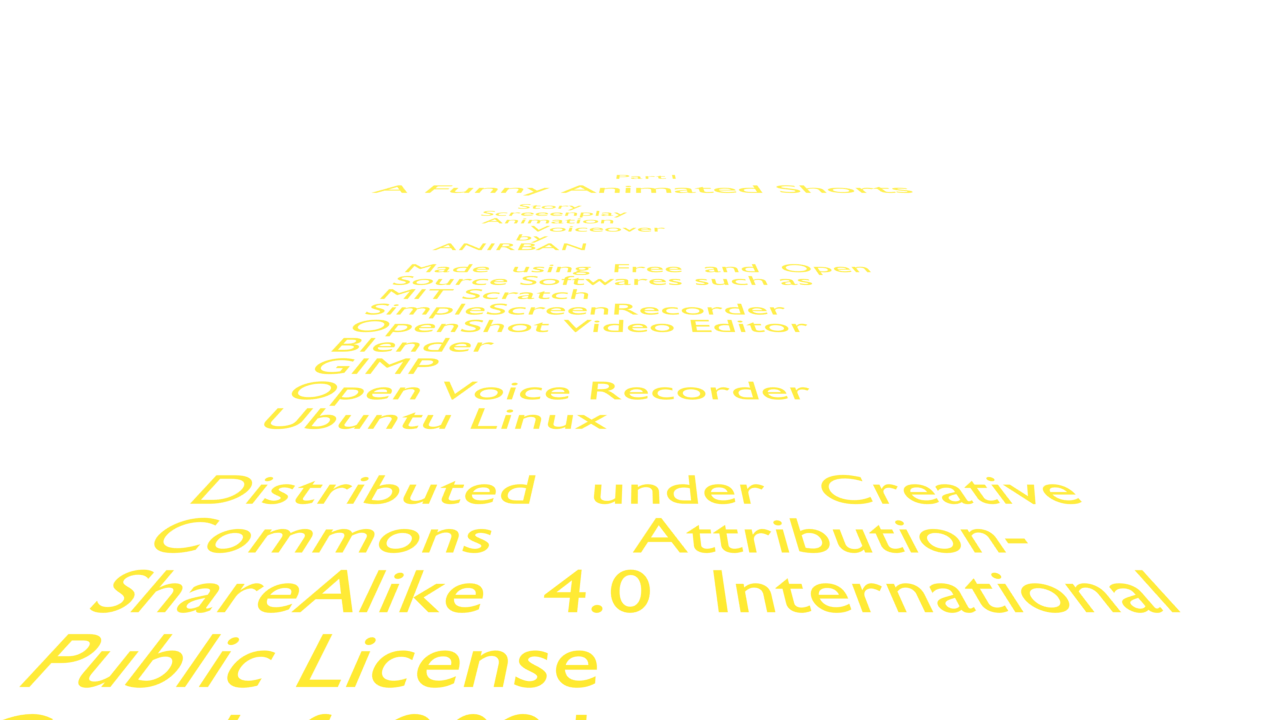 Part I
A Funny Animated Shorts
Story
Screeenplay
Animation
Voiceover
by
ANIRBAN
Made using Free and Open
Source Softwares such as
MIT Scratch
SimpleScreenRecorder
OpenShot Video Editor
Blender
GIMP
Open Voice Recorder
Ubuntu Linux
Distributed under Creative
Commons Attribution-
ShareAlike 4.0 International
Public License